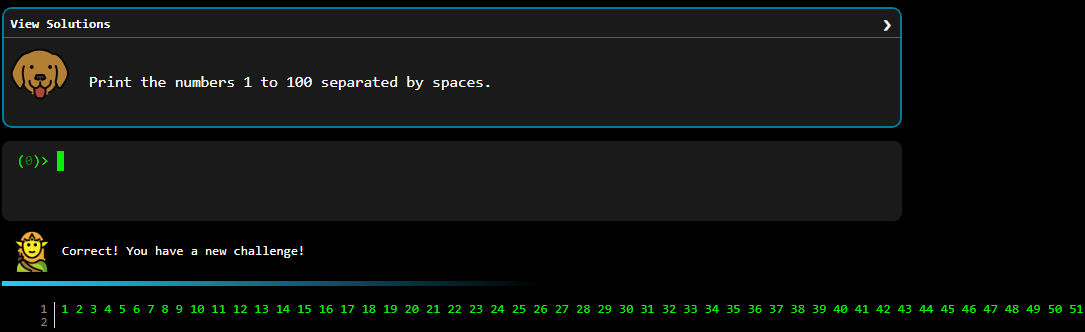 View Solutions ❯
Print the numbers 1 to 100 separated by spaces.
(0)>
Correct! You have a new challenge!
1 1 2 3 4 5 6 7 8 9 10 11 12 13 14 15 16 17 18 19 20 21 22 23 24 25 26 27 28 29 30 31 32 33 34 35 36 37 38 39 40 41 42 43 44 45 46 47 48 49 50 51
2